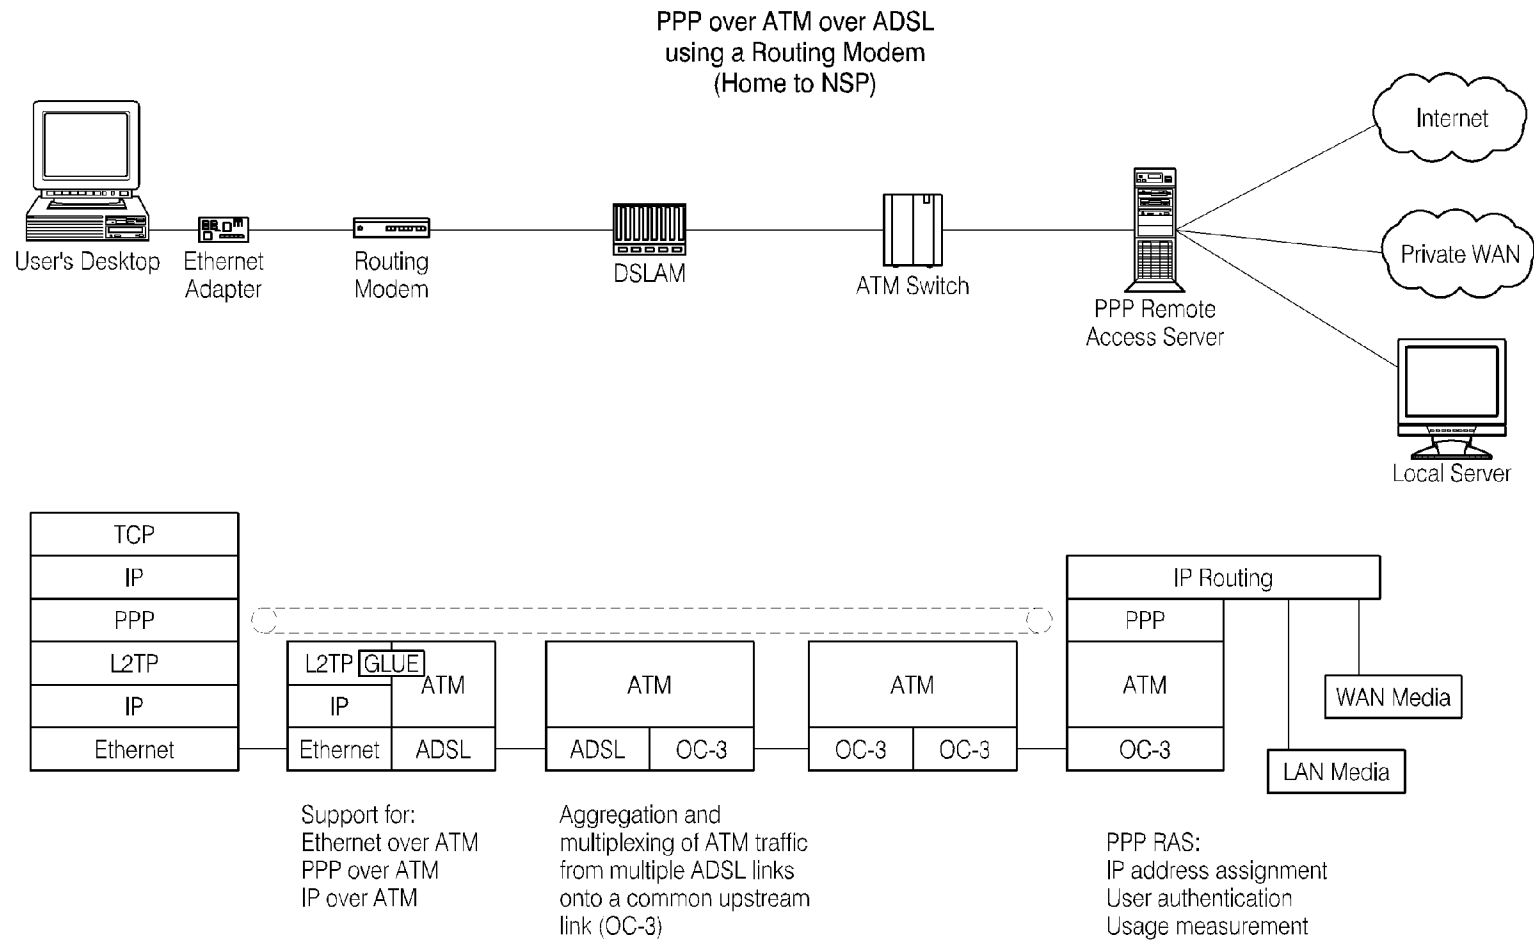 PPP over ATM over ADSL
using a Routing Modem
(Home to NSP)
Internet
Private WAN
User's Desktop
Ethernet
Adapter
Routing
Modem
DSLAM
ATM Switch
PPP Remote
Access Server
Local Server
TCP
IP
PPP
L2TP
IP
Ethernet
L2TP
GLUE
ATM
IP
Ethernet
ADSL
ATM
ADSL
OC-3
ATM
OC-3
OC-3
IP Routing
PPP
ATM
OC-3
WAN Media
LAN Media
Support for:
Ethernet over ATM
PPP over ATM
IP over ATM
Aggregation and
multiplexing of ATM traffic
from multiple ADSL links
onto a common upstream
link (OC-3)
PPP RAS:
IP address assignment
User authentication
Usage measurement